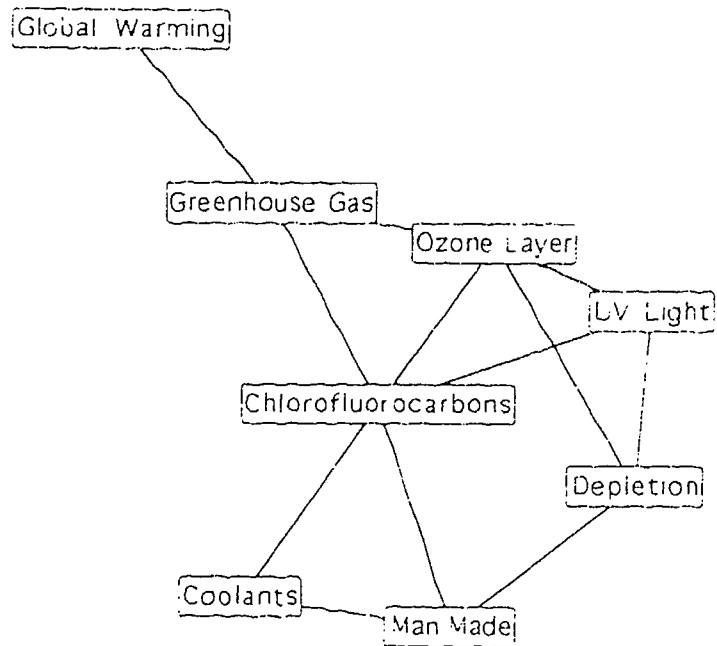 Global Warming
Greenhouse Gas
Ozone Layer
UV Light
Chlorofluorocarbons
Depletion
Coolants
Man Made